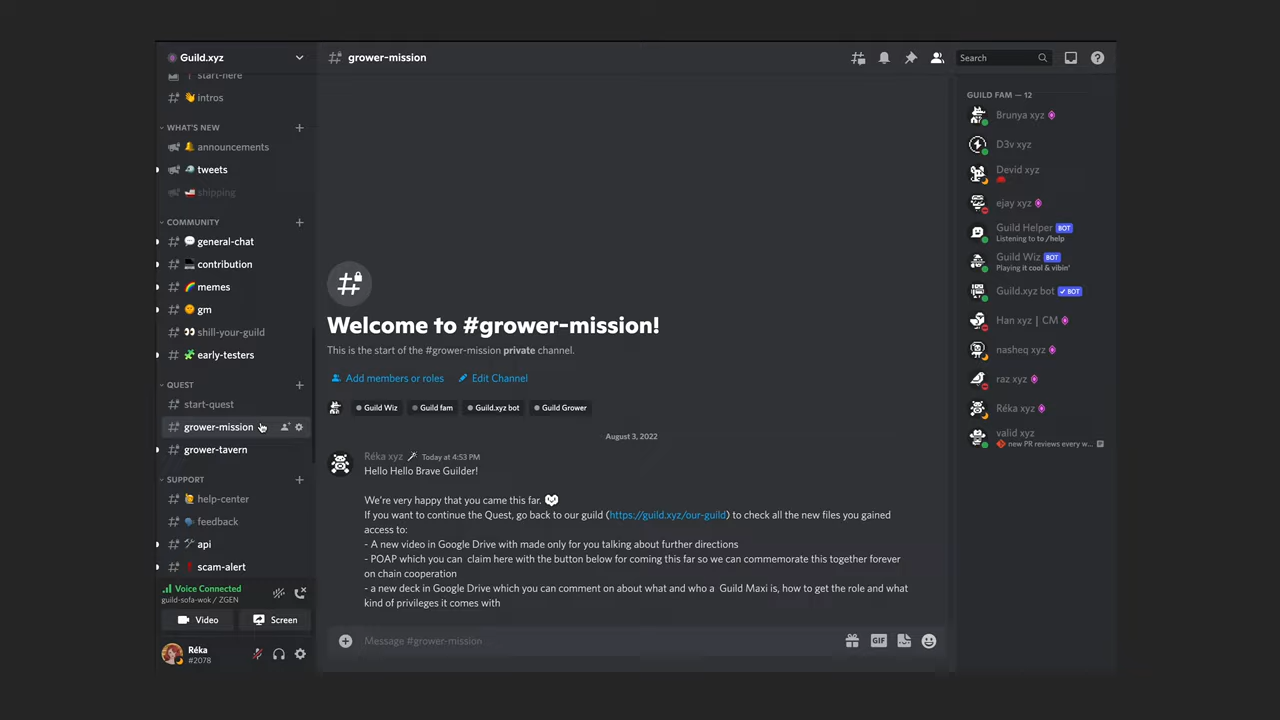 Guild.xyz
start-here
intros
WHAT'S NEW
announcements
tweets
shipping
COMMUNITY
general-chat
contribution
memes
gm
shill-your-guild
early-testers
QUEST
start-quest
grower-mission
grower-tavern
SUPPORT
help-center
feedback
api
scam-alert
Voice Connected
guild-sofa-wok / ZGEN
Video
Screen
Réka
#2078
grower-mission
Search
Welcome to #grower-mission!
This is the start of the #grower-mission private channel.
Add members or roles
Edit Channel
Guild Wiz
Guild fam
Guild.xyz bot
Guild Grower
August 3, 2022
Réka xyz Today at 4:53 PM
Hello Hello Brave Guilder!
We're very happy that you came this far.
If you want to continue the Quest, go back to our guild (https://guild.xyz/our-guild) to check all the new files you gained
access to:
- A new video in Google Drive with made only for you talking about further directions
- POAP which you can claim here with the button below for coming this far so we can commemorate this together forever
on chain cooperation
- a new deck in Google Drive which you can comment on about what and who a Guild Maxi is, how to get the role and what
kind of privileges it comes with
Message #grower-mission
GIF
GUILD FAM — 12
Brunya xyz
D3v xyz
Devid xyz
ejay xyz
Guild Helper BOT
Listening to to /help
Guild Wiz BOT
Playing it cool & vibin'
Guild.xyz bot BOT
Han xyz | CM
nasheq xyz
raz xyz
Réka xyz
valid xyz
new PR reviews every w...